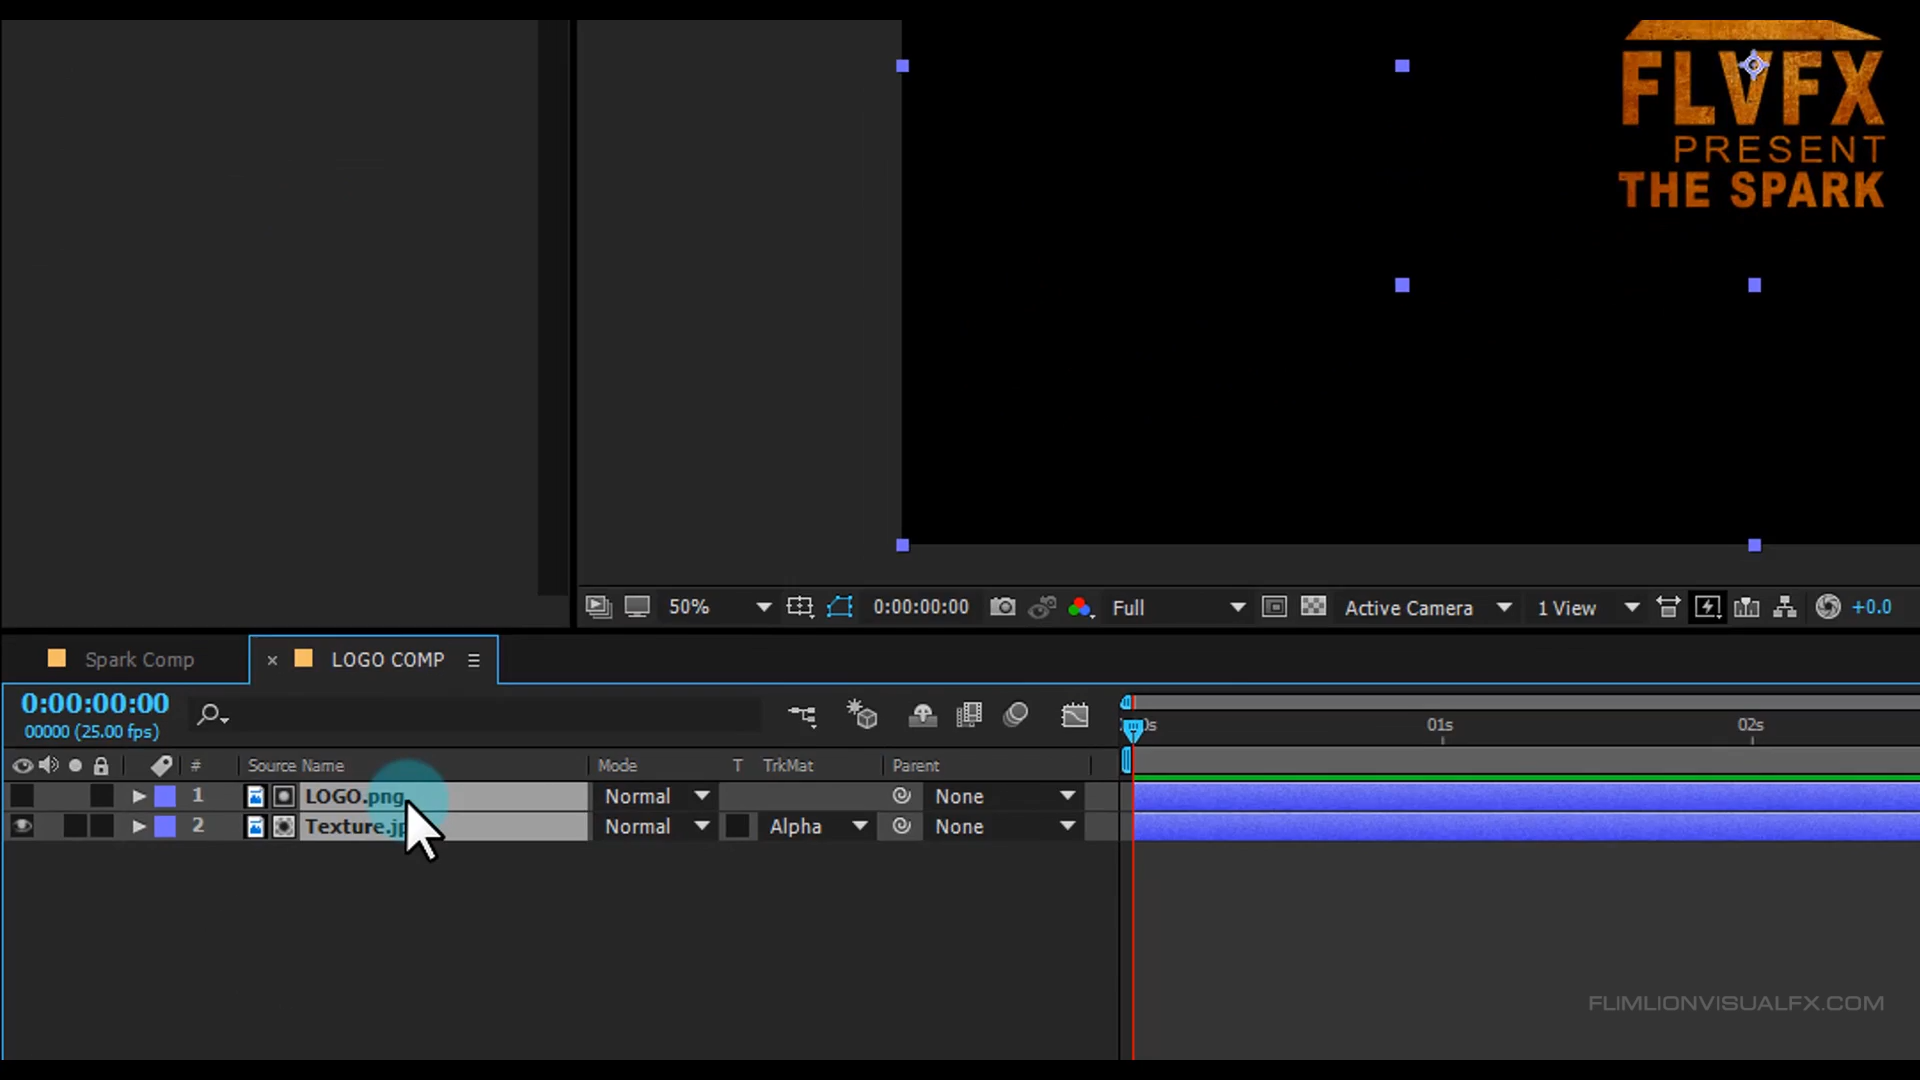 FLVFX
PRESENT
THE SPARK
50%
0:00:00:00
Full
Active Camera
1 View
+0.0
Spark Comp
× LOGO COMP
0:00:00:00
00000 (25.00 fps)
01s
02s
# Source Name Mode T TrkMat Parent
1 LOGO.png Normal None
2 Texture.jp Normal Alpha None
FLIMLIONVISUALFX.COM